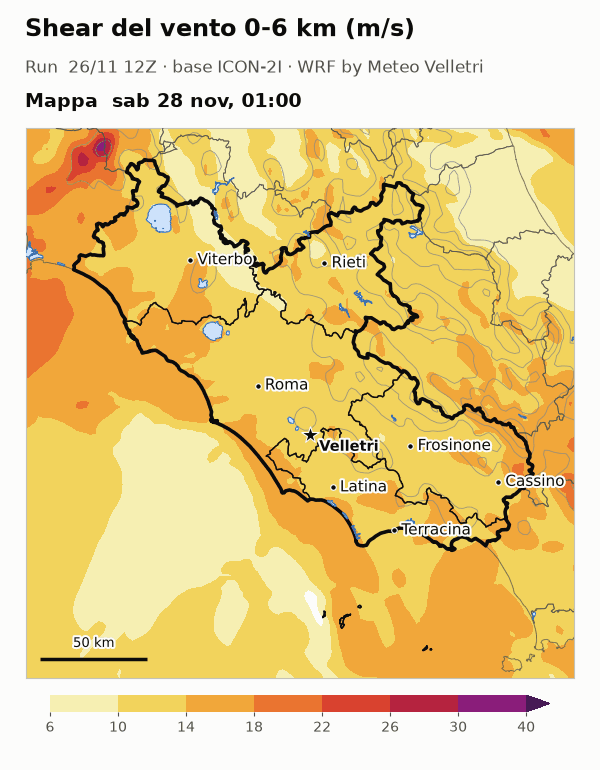 Shear del vento 0-6 km (m/s)
Run  26/11 12Z · base ICON-2I · WRF by Meteo Velletri
Mappa  sab 28 nov, 01:00
Viterbo
Rieti
Roma
Velletri
Frosinone
Cassino
Latina
Terracina
50 km
6 10 14 18 22 26 30 40